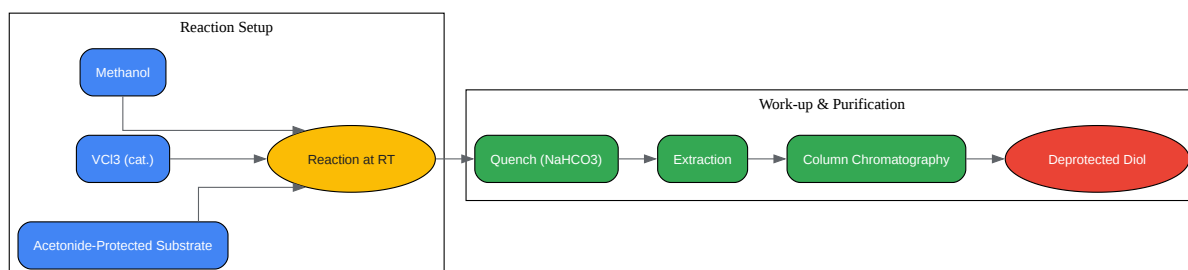 Reaction Setup
Methanol
VCl3 (cat.)
Acetonide-Protected Substrate
Reaction at RT
Work-up & Purification
Quench (NaHCO3)
Extraction
Column Chromatography
Deprotected Diol